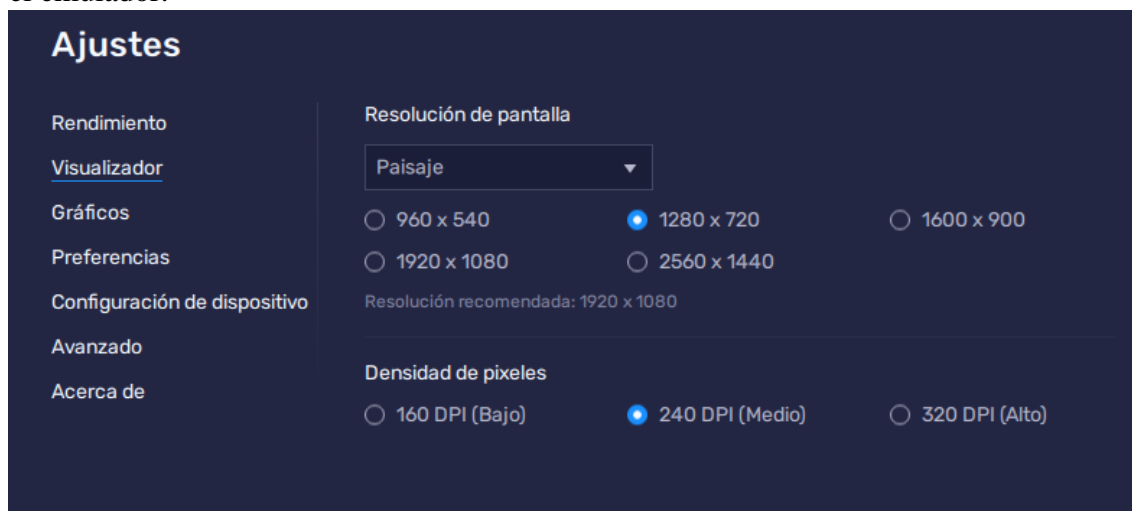 Ajustes
Rendimiento
Visualizador
Gráficos
Preferencias
Configuración de dispositivo
Avanzado
Acerca de
Resolución de pantalla
Paisaje
960 x 540 1280 x 720 1600 x 900
1920 x 1080 2560 x 1440
Resolución recomendada: 1920 x 1080
Densidad de pixeles
160 DPI (Bajo) 240 DPI (Medio) 320 DPI (Alto)